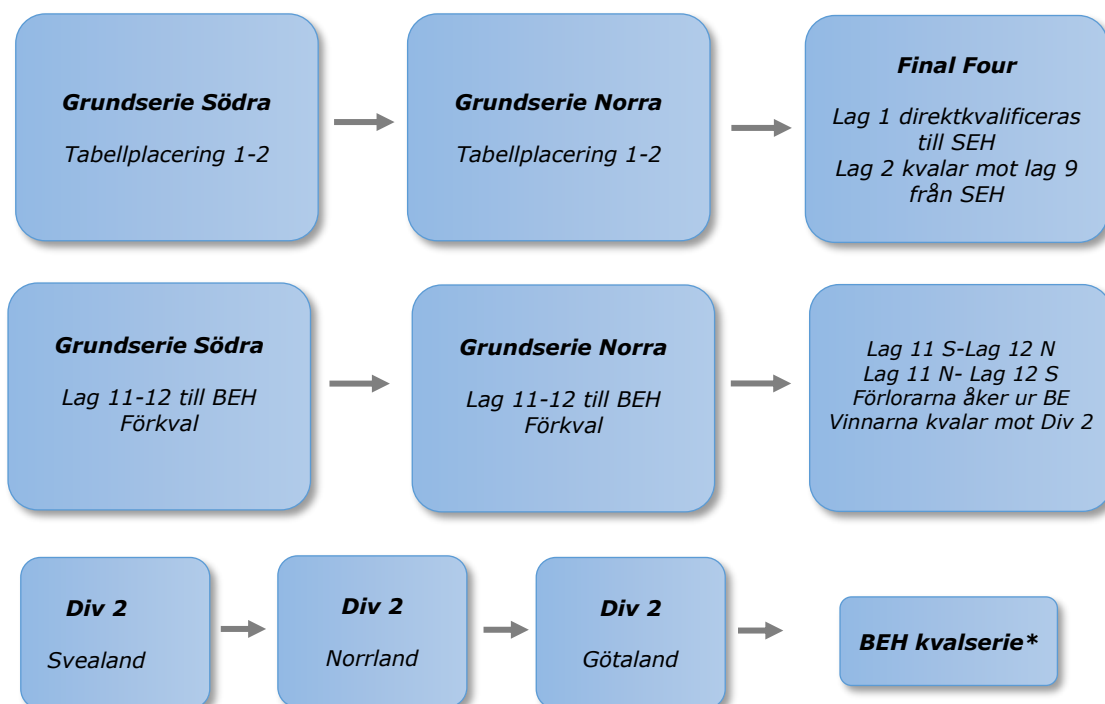 Grundserie Södra
Tabellplacering 1-2
Grundserie Norra
Tabellplacering 1-2
Final Four
Lag 1 direktkvalificeras
till SEH
Lag 2 kvalar mot lag 9
från SEH
Grundserie Södra
Lag 11-12 till BEH
Förkval
Grundserie Norra
Lag 11-12 till BEH
Förkval
Lag 11 S-Lag 12 N
Lag 11 N- Lag 12 S
Förlorarna åker ur BE
Vinnarna kvalar mot Div 2
Div 2
Svealand
Div 2
Norrland
Div 2
Götaland
BEH kvalserie*